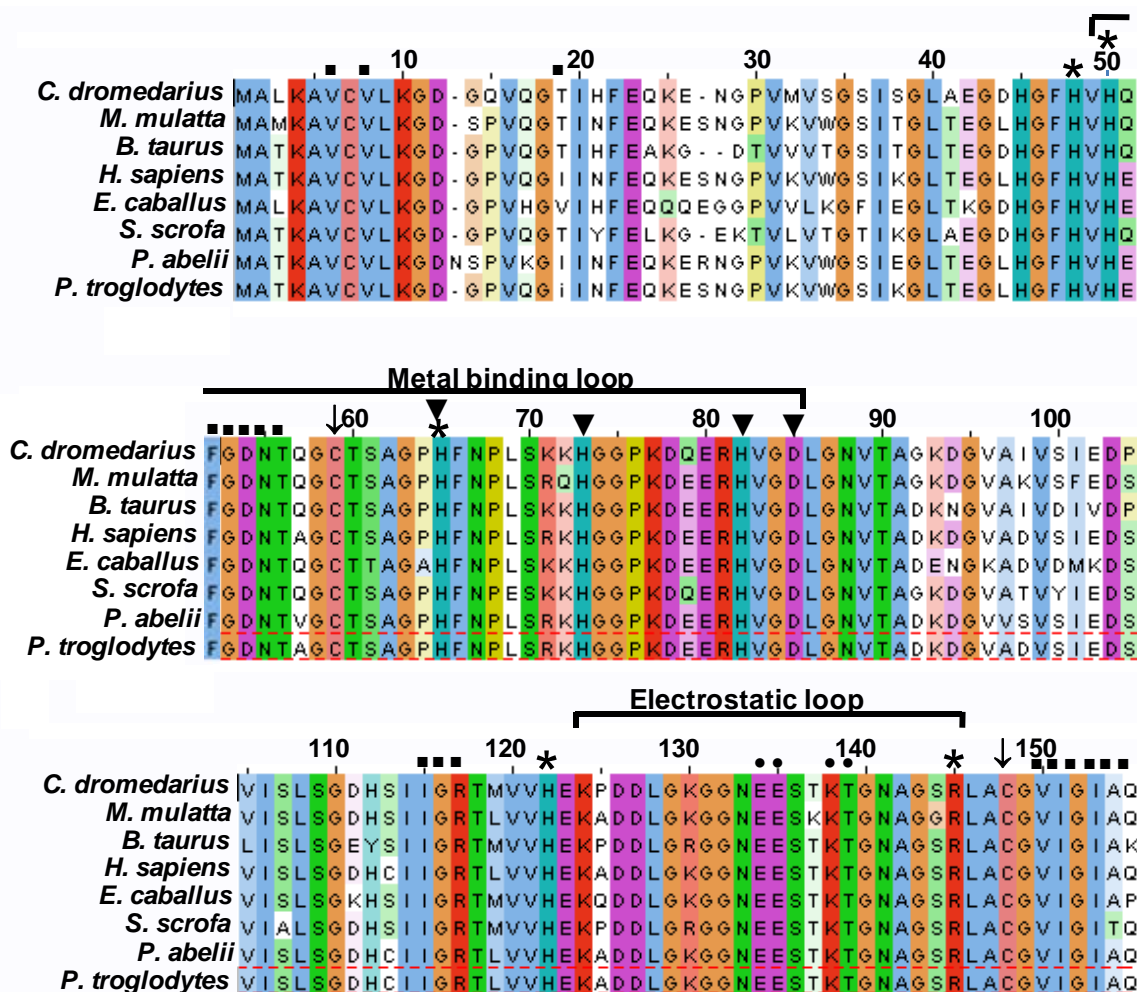 10 20 30 40 50
C. dromedarius MALKAVCVLKGD-GQVQGTIHFEQKE-NGPVMVSGSISGLAEGDHGFHVHQ
M. mulatta MAMKAVCVLKGD-SPVQGTINFEQKESNGPVKVWGSITGLTEGLHGFHVHQ
B. taurus MATKAVCVLKGD-GPVQGTIHFEAKG--DTVVVTGSITGLTEGDHGFHVHQ
H. sapiens MATKAVCVLKGD-GPVQGIINFEQKESNGPVKVWGSIKGLTEGLHGFHVHE
E. caballus MALKAVCVLKGD-GPVHGVIHFEQQQEGGPVVLKGFIEGLTKGDHGFHVHE
S. scrofa MATKAVCVLKGD-GPVQGTIYFELKG-EKTVLVTGTIKGLAEGDHGFHVHQ
P. abelii MATKAVCVLKGDNSPVKGIINFEQKERNGPVKVWGSIEGLTEGLHGFHVHE
P. troglodytes MATKAVCVLKGD-GPVQGiINFEQKESNGPVKVWGSIKGLTEGLHGFHVHE
Metal binding loop
60 70 80 90 100
C. dromedarius FGDNTQGCTSAGPHFNPLSKKHGGPKDQERHVGDLGNVTAGKDGVAIVSIEDP
M. mulatta FGDNTQGCTSAGPHFNPLSRQHGGPKDEERHVGDLGNVTAGKDGVAKVSFEDS
B. taurus FGDNTQGCTSAGPHFNPLSKKHGGPKDEERHVGDLGNVTADKNGVAIVDIVDP
H. sapiens FGDNTAGCTSAGPHFNPLSRKHGGPKDEERHVGDLGNVTADKDGVADVSIEDS
E. caballus FGDNTQGCTTAGAHFNPLSKKHGGPKDEERHVGDLGNVTADENGKADVDMKDS
S. scrofa FGDNTQGCTSAGPHFNPESKKHGGPKDQERHVGDLGNVTAGKDGVATVYIEDS
P. abelii FGDNTVGCTSAGPHFNPLSRKHGGPKDEERHVGDLGNVTADKDGVVSVSIEDS
P. troglodytes FGDNTAGCTSAGPHFNPLSRKHGGPKDEERHVGDLGNVTADKDGVADVSIEDS
Electrostatic loop
110 120 130 140 150
C. dromedarius VISLSGDHSIIGRTMVVHEKPDDLGKGGNEESTKTGNAGSRLACGVIGIAQ
M. mulatta VISLSGDHSIIGRTLVVHEKADDLGKGGNEESKKTGNAGGRLACGVIGIAQ
B. taurus LISLSGEYSIIGRTMVVHEKPDDLGRGGNEESTKTGNAGSRLACGVIGIAK
H. sapiens VISLSGDHCIIGRTLVVHEKADDLGKGGNEESTKTGNAGSRLACGVIGIAQ
E. caballus VISLSGKHSIIGRTMVVHEKQDDLGKGGNEESTKTGNAGSRLACGVIGIAP
S. scrofa VIALSGDHSIIGRTMVVHEKPDDLGRGGNEESTKTGNAGSRLACGVIGITQ
P. abelii VISLSGDHCIIGRTLVVHEKADDLGKGGNEESTKTGNAGSRLACGVIGIAQ
P. troglodytes VISLSGDHCIIGRTLVVHEKADDLGKGGNEESTKTGNAGSRLACGVIGIAQ